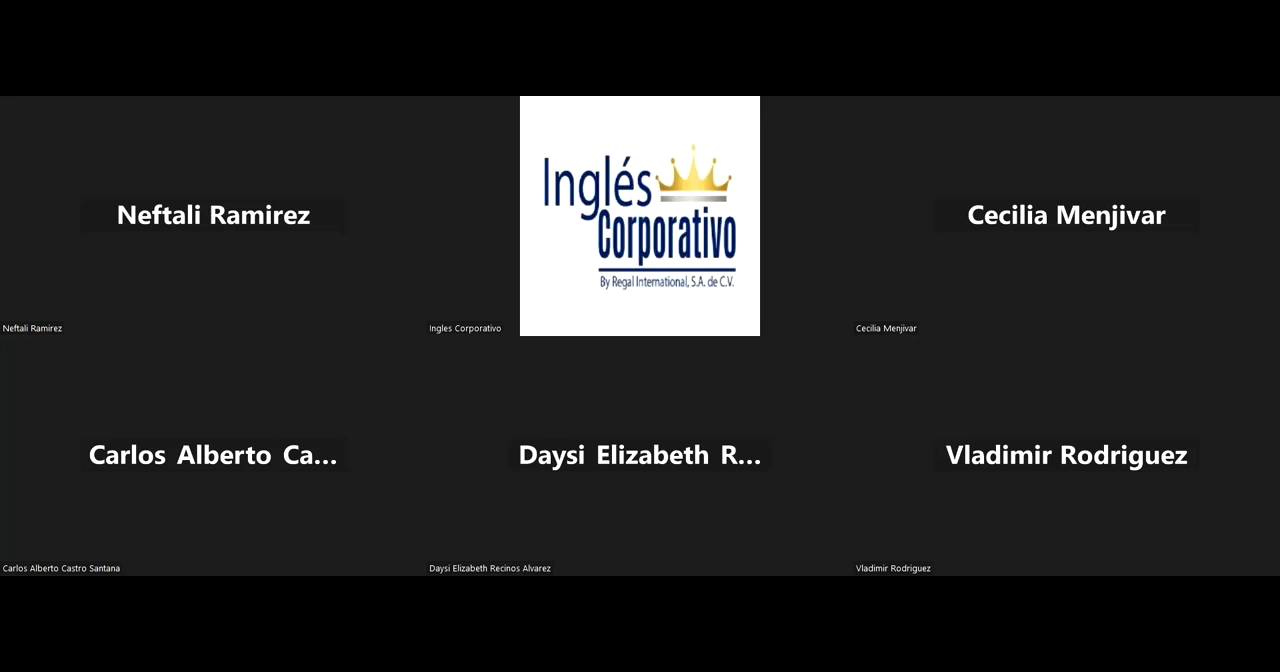 Neftali Ramirez
Inglés
Corporativo
By Regal International, S.A. de C.V.
Cecilia Menjivar
Neftali Ramirez
Ingles Corporativo
Cecilia Menjivar
Carlos Alberto Ca...
Daysi Elizabeth R...
Vladimir Rodriguez
Carlos Alberto Castro Santana
Daysi Elizabeth Recinos Alvarez
Vladimir Rodriguez